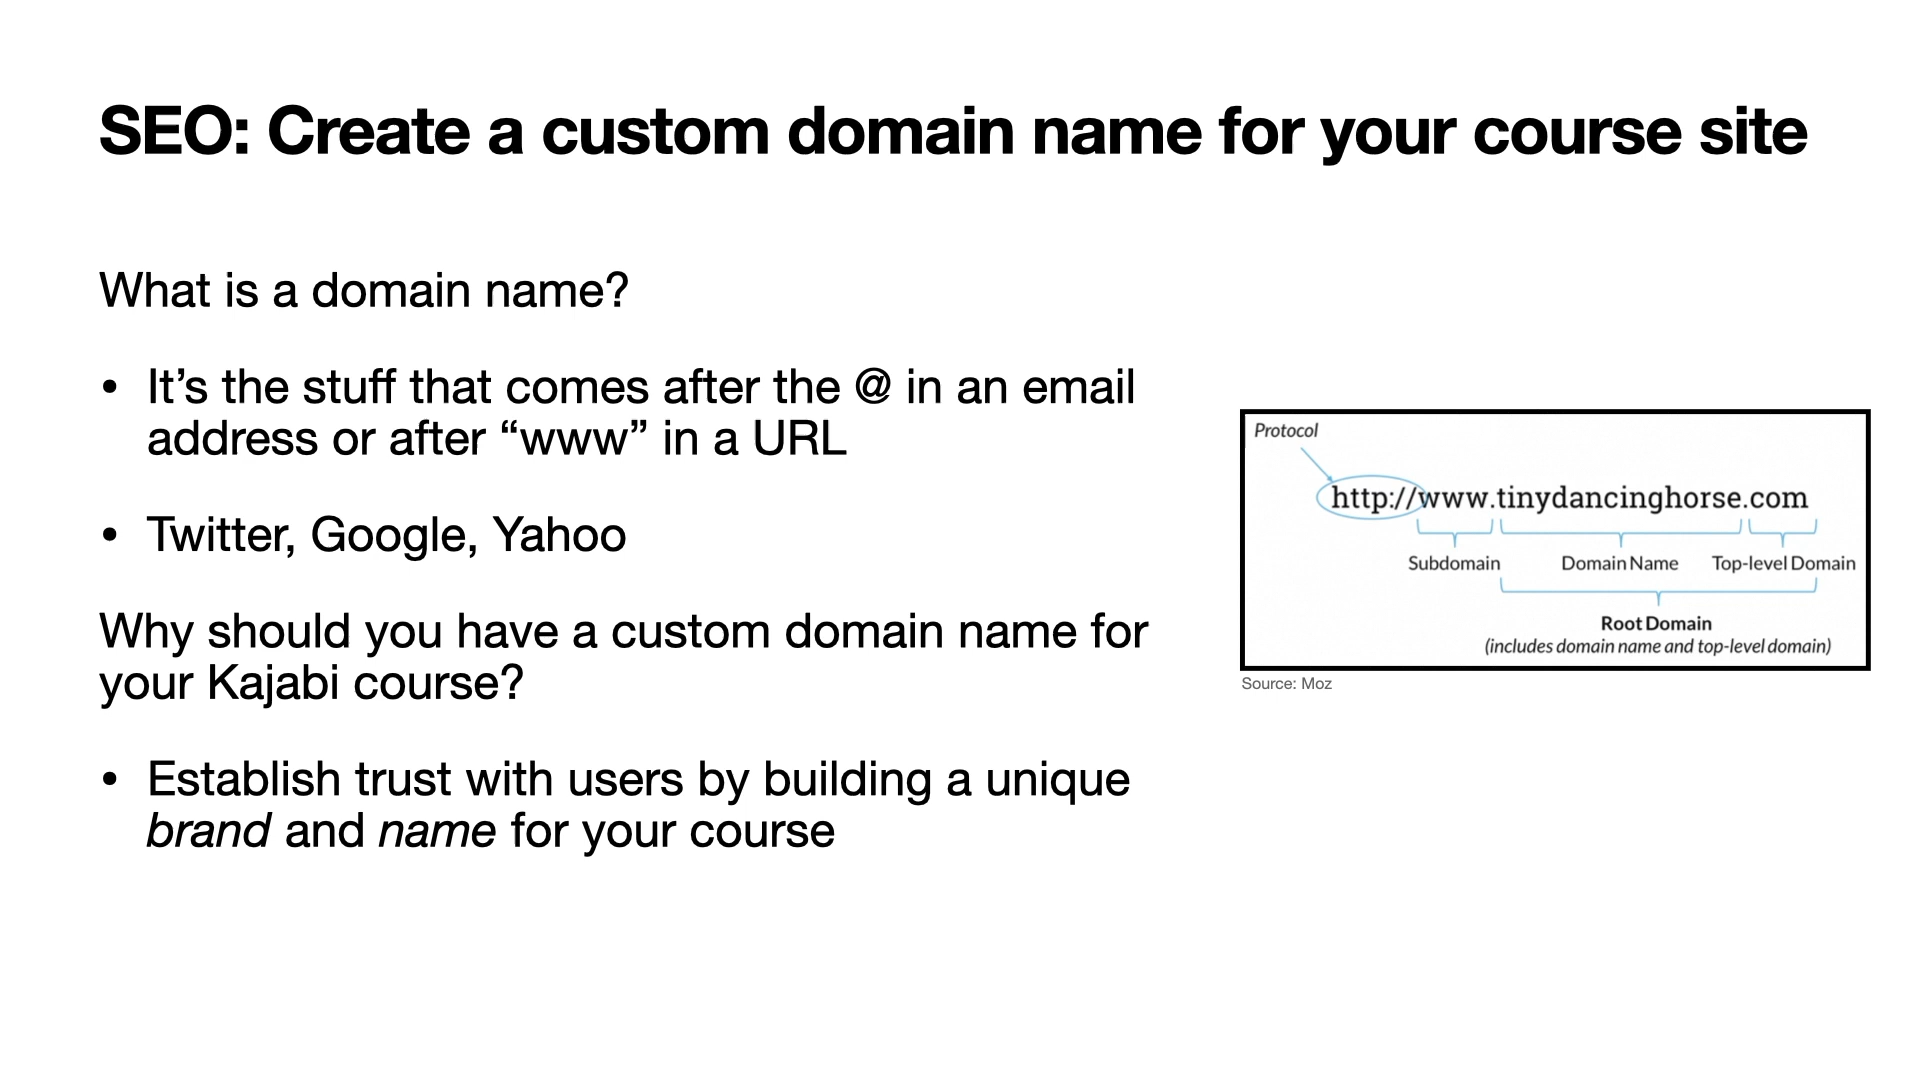 SEO: Create a custom domain name for your course site
What is a domain name?
• It’s the stuff that comes after the @ in an email
address or after “www” in a URL
• Twitter, Google, Yahoo
Why should you have a custom domain name for
your Kajabi course?
• Establish trust with users by building a unique
brand and name for your course
Protocol
http://www.tinydancinghorse.com
Subdomain Domain Name Top-level Domain
Root Domain
(includes domain name and top-level domain)
Source: Moz